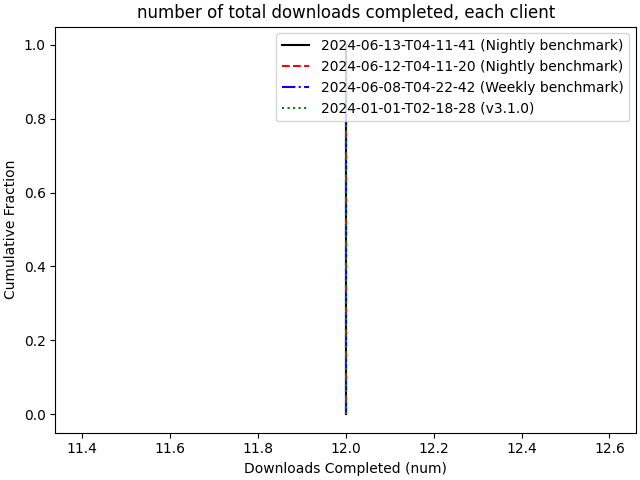 number of total downloads completed, each client
2024-06-13-T04-11-41 (Nightly benchmark)
2024-06-12-T04-11-20 (Nightly benchmark)
2024-06-08-T04-22-42 (Weekly benchmark)
2024-01-01-T02-18-28 (v3.1.0)
Cumulative Fraction
1.0
0.8
0.6
0.4
0.2
0.0
11.4 11.6 11.8 12.0 12.2 12.4 12.6
Downloads Completed (num)